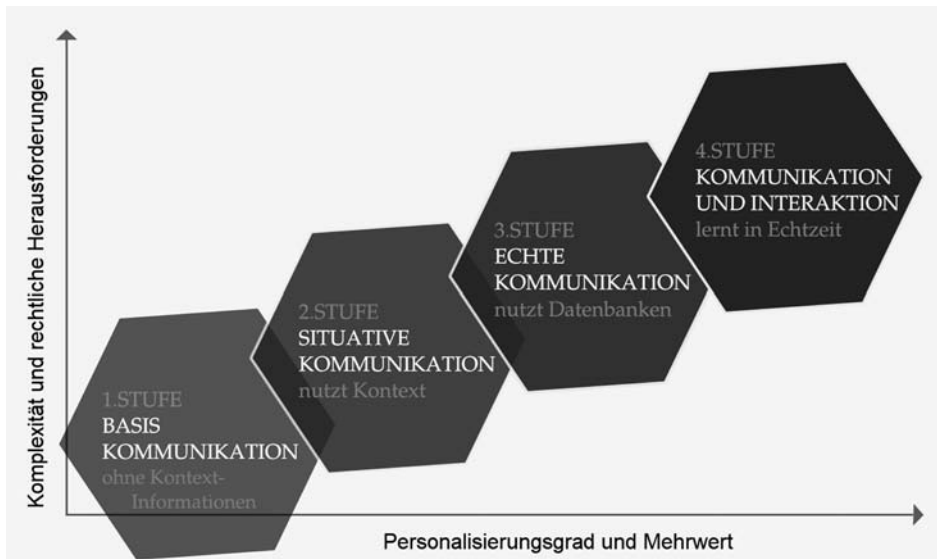 Komplexität und rechtliche Herausforderungen
1.STUFE
BASIS
KOMMUNIKATION
ohne Kontext-
Informationen
2.STUFE
SITUATIVE
KOMMUNIKATION
nutzt Kontext
3.STUFE
ECHTE
KOMMUNIKATION
nutzt Datenbanken
4.STUFE
KOMMUNIKATION
UND INTERAKTION
lernt in Echtzeit
Personalisierungsgrad und Mehrwert